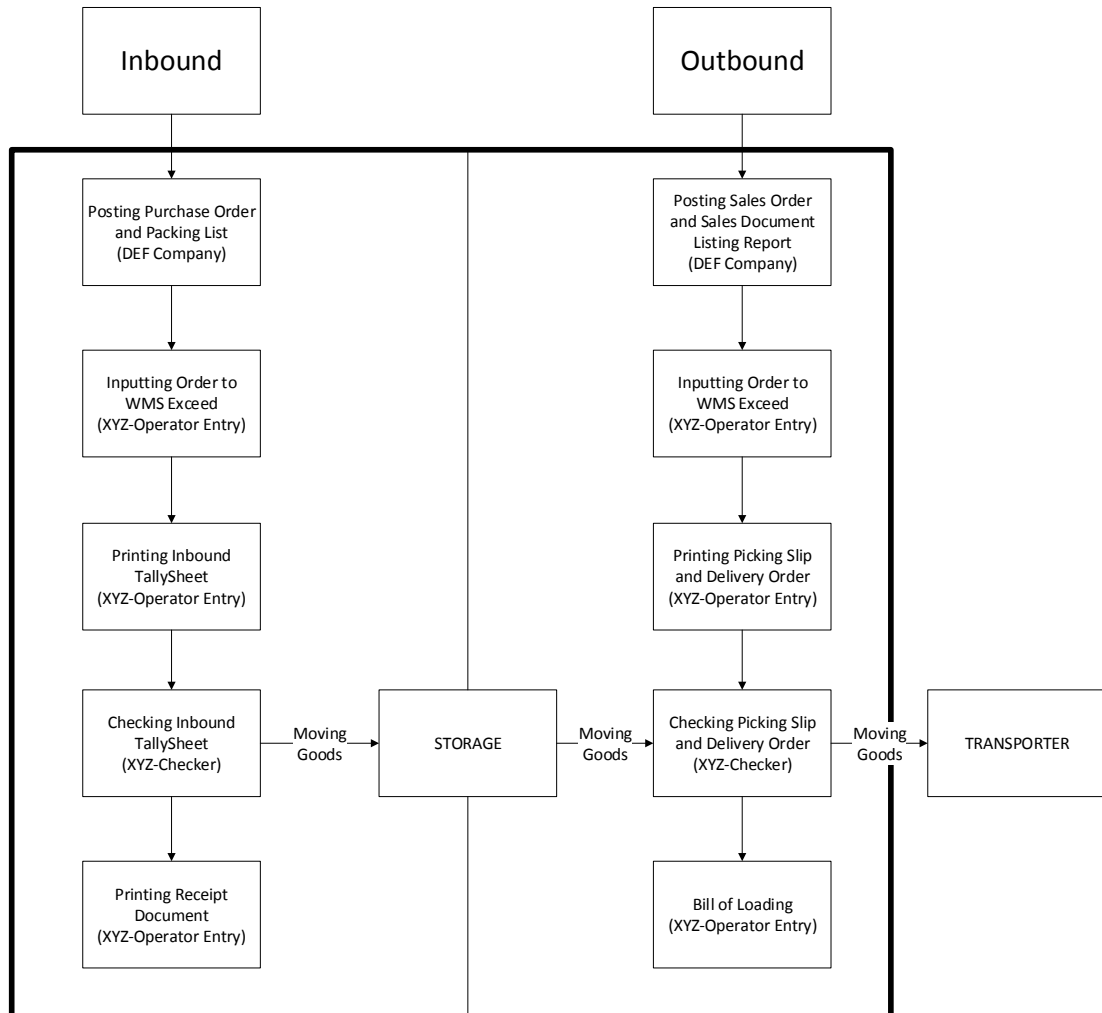 Inbound
Outbound
Posting Purchase Order
and Packing List
(DEF Company)
Posting Sales Order
and Sales Document
Listing Report
(DEF Company)
Inputting Order to
WMS Exceed
(XYZ-Operator Entry)
Inputting Order to
WMS Exceed
(XYZ-Operator Entry)
Printing Inbound
TallySheet
(XYZ-Operator Entry)
Printing Picking Slip
and Delivery Order
(XYZ-Operator Entry)
Checking Inbound
TallySheet
(XYZ-Checker)
Moving
Goods
STORAGE
Moving
Goods
Checking Picking Slip
and Delivery Order
(XYZ-Checker)
Moving
Goods
TRANSPORTER
Printing Receipt
Document
(XYZ-Operator Entry)
Bill of Loading
(XYZ-Operator Entry)